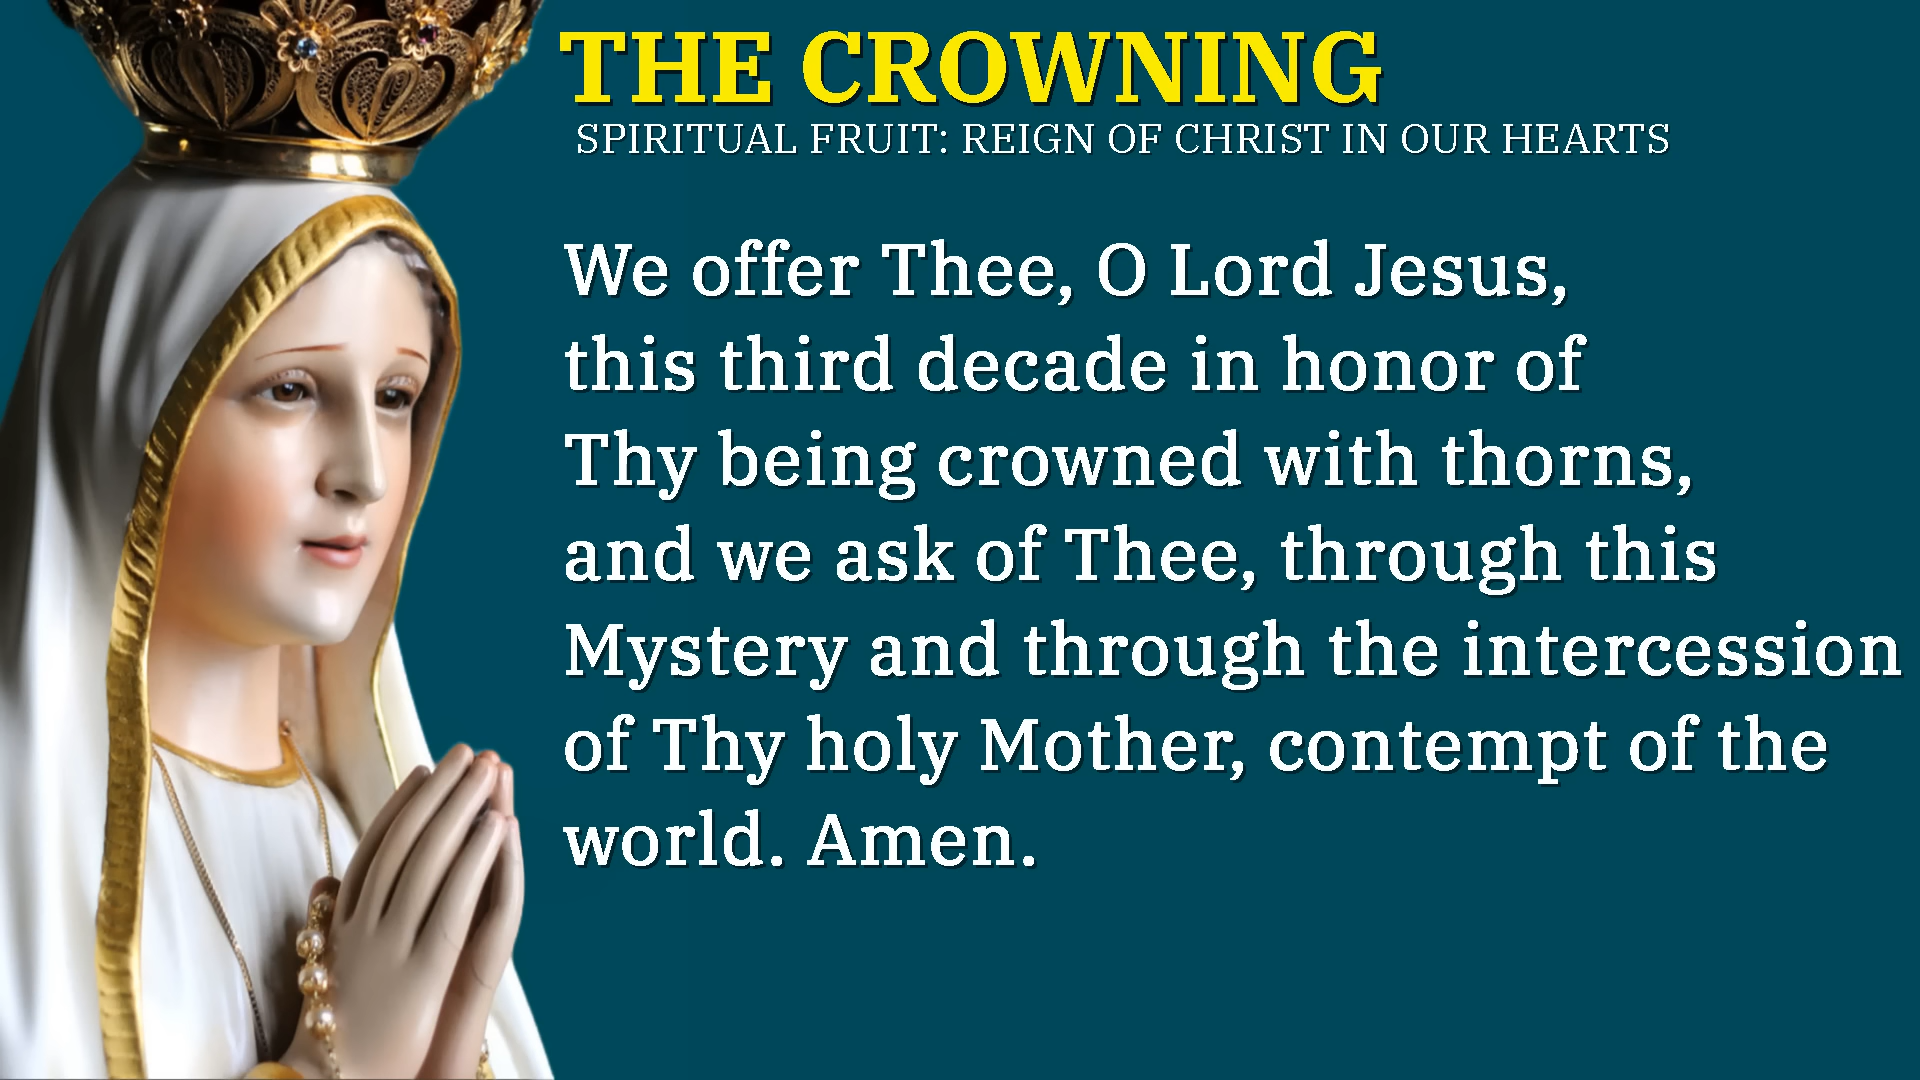 THE CROWNING
SPIRITUAL FRUIT: REIGN OF CHRIST IN OUR HEARTS
We offer Thee, O Lord Jesus,
this third decade in honor of
Thy being crowned with thorns,
and we ask of Thee, through this
Mystery and through the intercession
of Thy holy Mother, contempt of the
world. Amen.